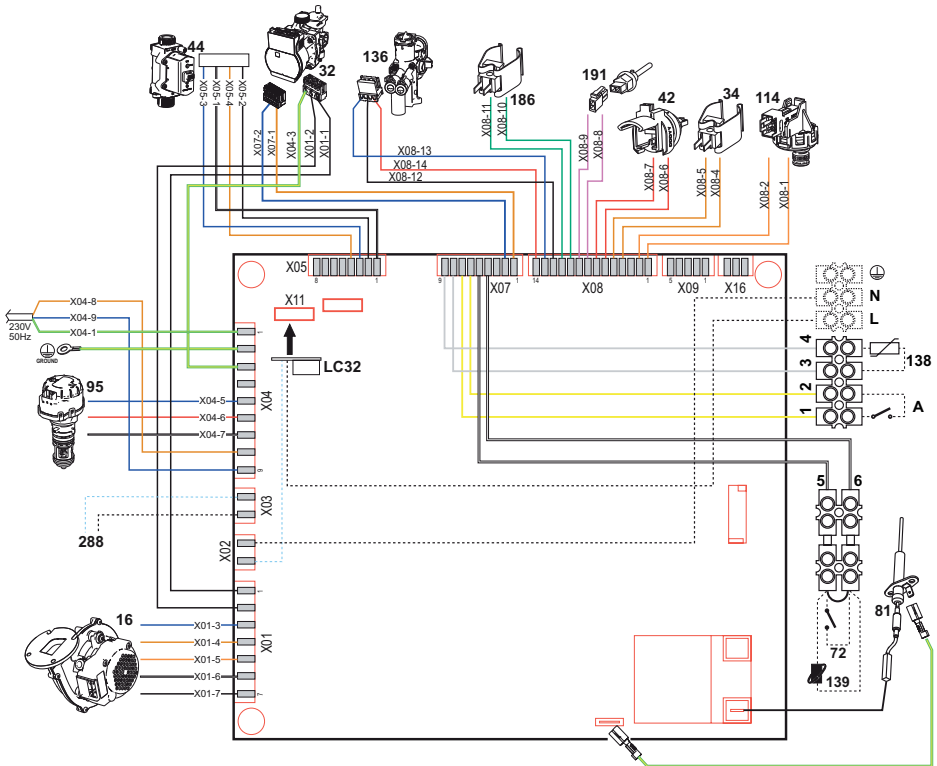 44
32
136
186
191
42
34
114
X05-3
X05-1
X05-4
X05-2
X07-2
X07-1
X04-3
X01-2
X01-1
X08-13
X08-14
X08-12
X08-11
X08-10
X08-9
X08-8
X08-7
X08-6
X08-5
X08-4
X08-2
X08-1
X05
8
1
9
1
X07
14
X08
1
5
X09
1
X16
X11
LC32
N
L
4
3
2
1
138
A
X04-8
X04-9
X04-1
230V
50Hz
GROUND
1
X04
9
95
X04-5
X04-6
X04-7
X03
288
X02
1
X01
7
16
X01-3
X01-4
X01-5
X01-6
X01-7
5
6
72
139
81